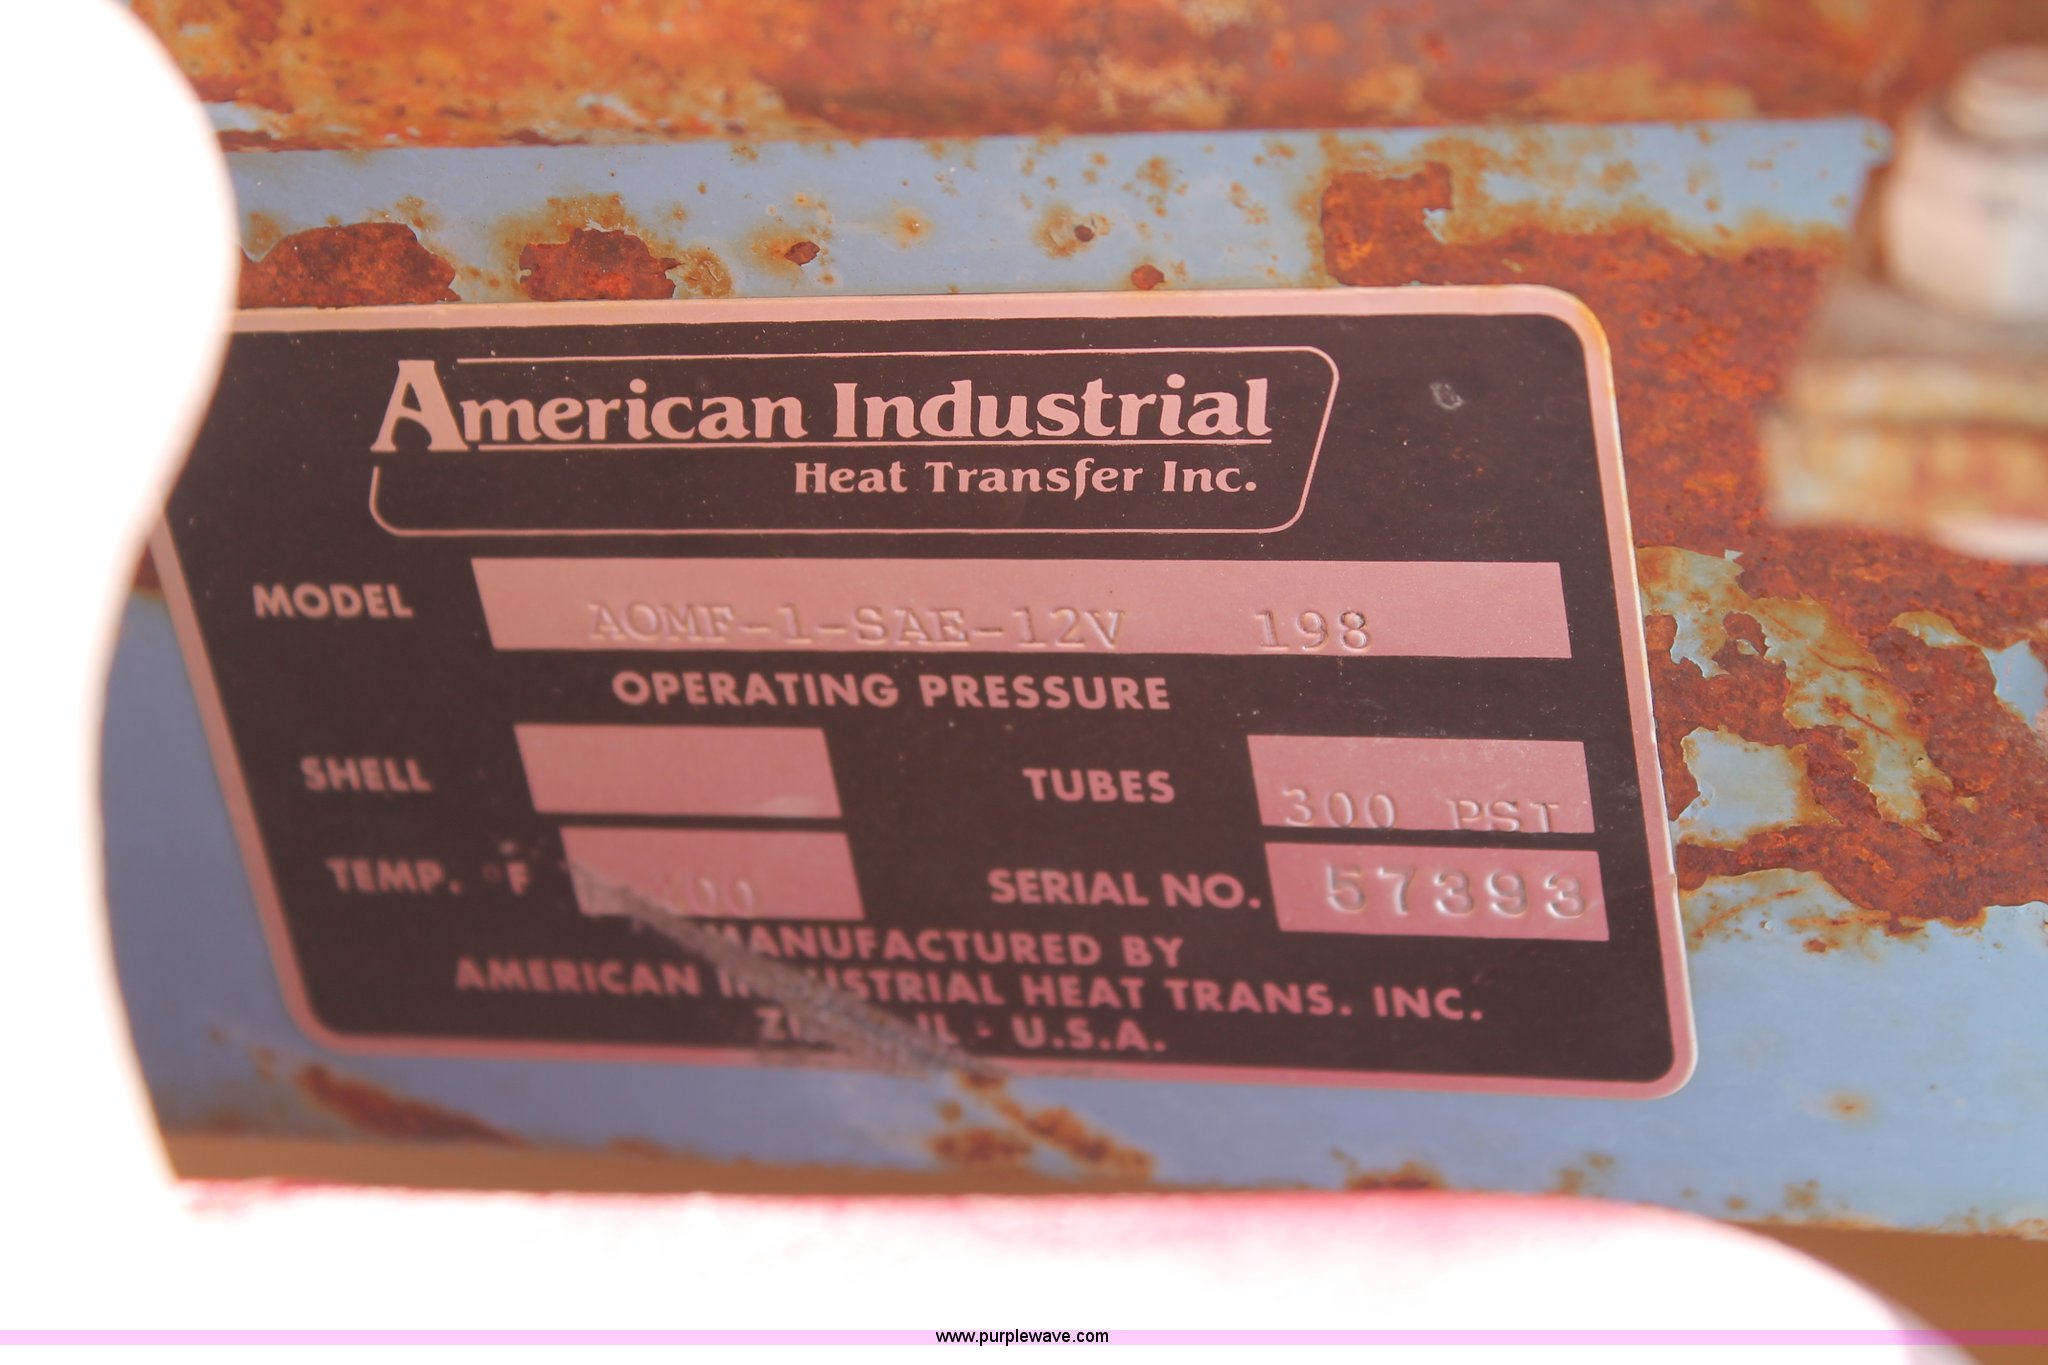 American Industrial
Heat Transfer Inc.
MODEL AOMF-1-SAE-12V 198
OPERATING PRESSURE
SHELL TUBES 300 PSI
TEMP. °F SERIAL NO. 57393
MANUFACTURED BY
AMERICAN INDUSTRIAL HEAT TRANS. INC.
IL - U.S.A.
www.purplewave.com